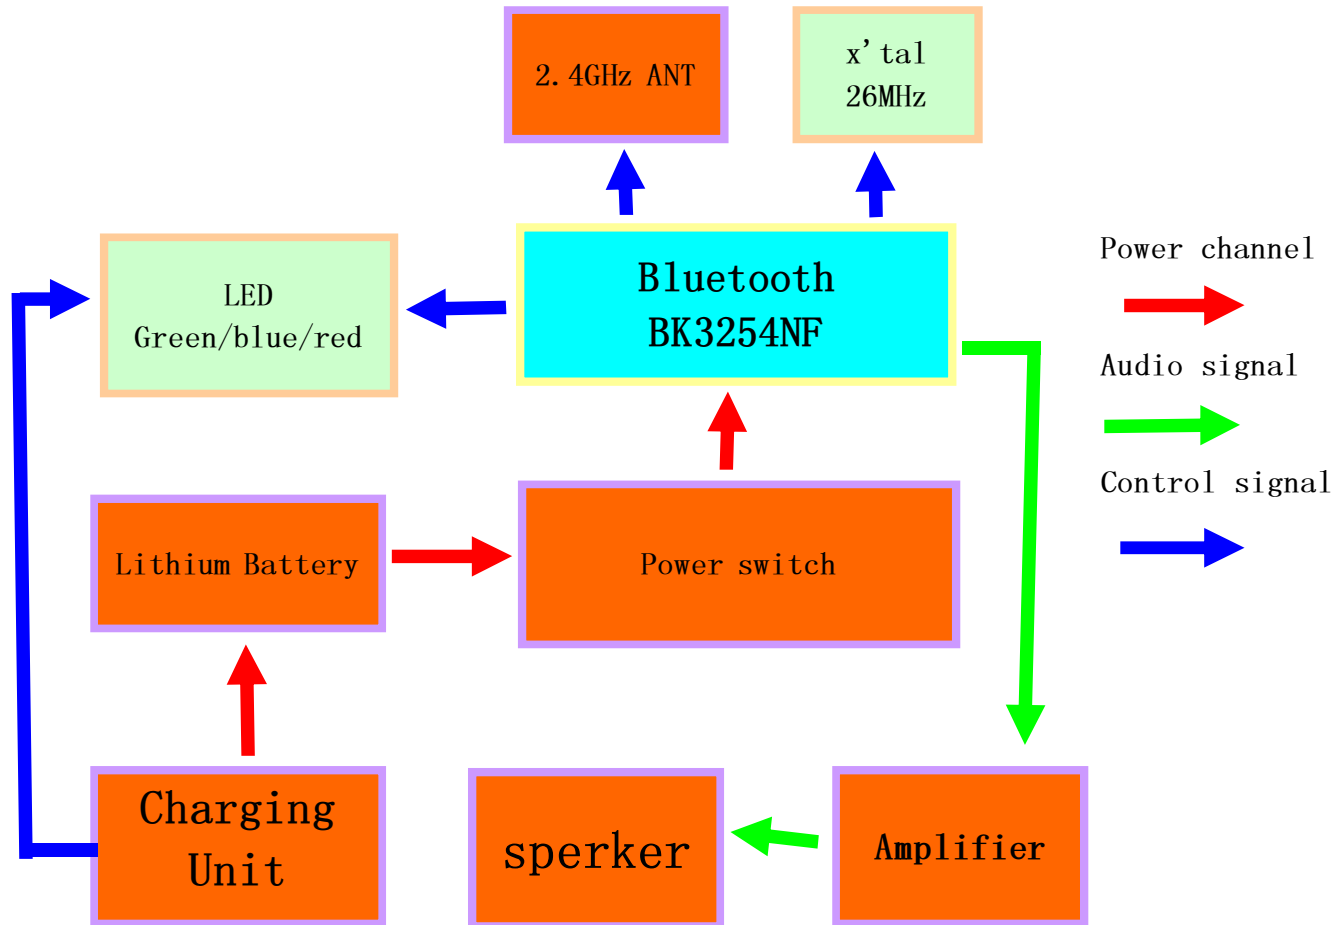 2.4GHz ANT
x'tal
26MHz
Power channel
LED
Green/blue/red
Bluetooth
BK3254NF
Audio signal
Control signal
Lithium Battery
Power switch
Charging
Unit
sperker
Amplifier